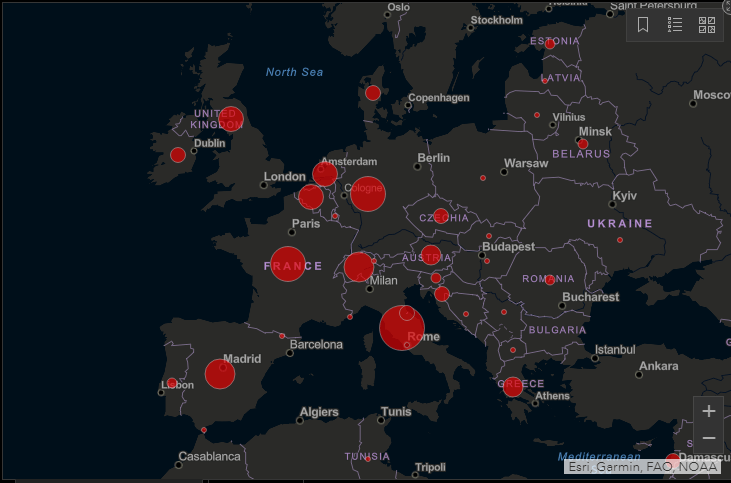 Oslo
Stockholm
Saint Petersburg
ESTONIA
North Sea
LATVIA
Copenhagen
Moscow
UNITED
KINGDOM
Vilnius
Minsk
Dublin
BELARUS
Amsterdam
Berlin
Warsaw
London
Cologne
Kyiv
CZECHIA
UKRAINE
Paris
Budapest
AUSTRIA
FRANCE
Milan
ROMANIA
Bucharest
BULGARIA
Rome
Barcelona
Istanbul
Madrid
Ankara
Lisbon
GREECE
Athens
Algiers
Tunis
+
−
Casablanca
TUNISIA
Mediterranean
Damascu
Tripoli
Esri, Garmin, FAO, NOAA